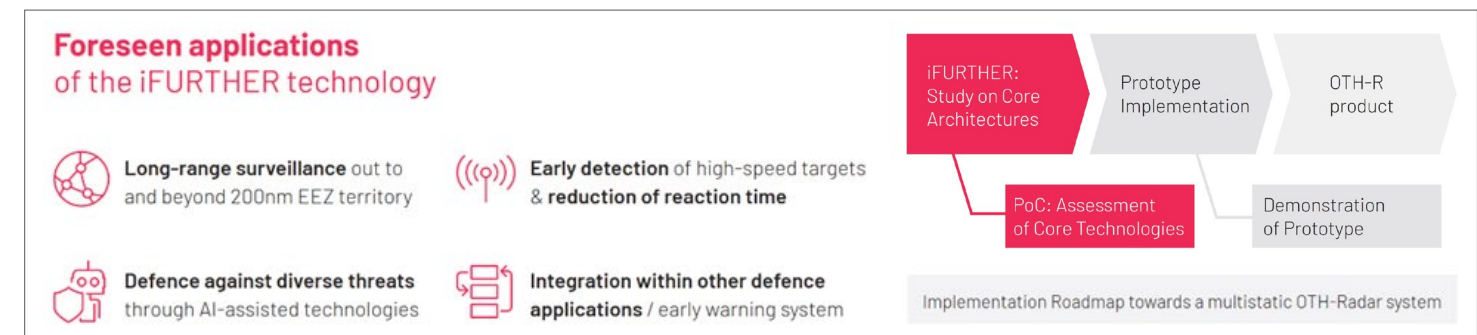 Foreseen applications
of the iFURTHER technology
Long-range surveillance out to
and beyond 200nm EEZ territory
Early detection of high-speed targets
& reduction of reaction time
Defence against diverse threats
through AI-assisted technologies
Integration within other defence
applications / early warning system
iFURTHER:
Study on Core
Architectures
Prototype
Implementation
OTH-R
product
PoC: Assessment
of Core Technologies
Demonstration
of Prototype
Implementation Roadmap towards a multistatic OTH-Radar system